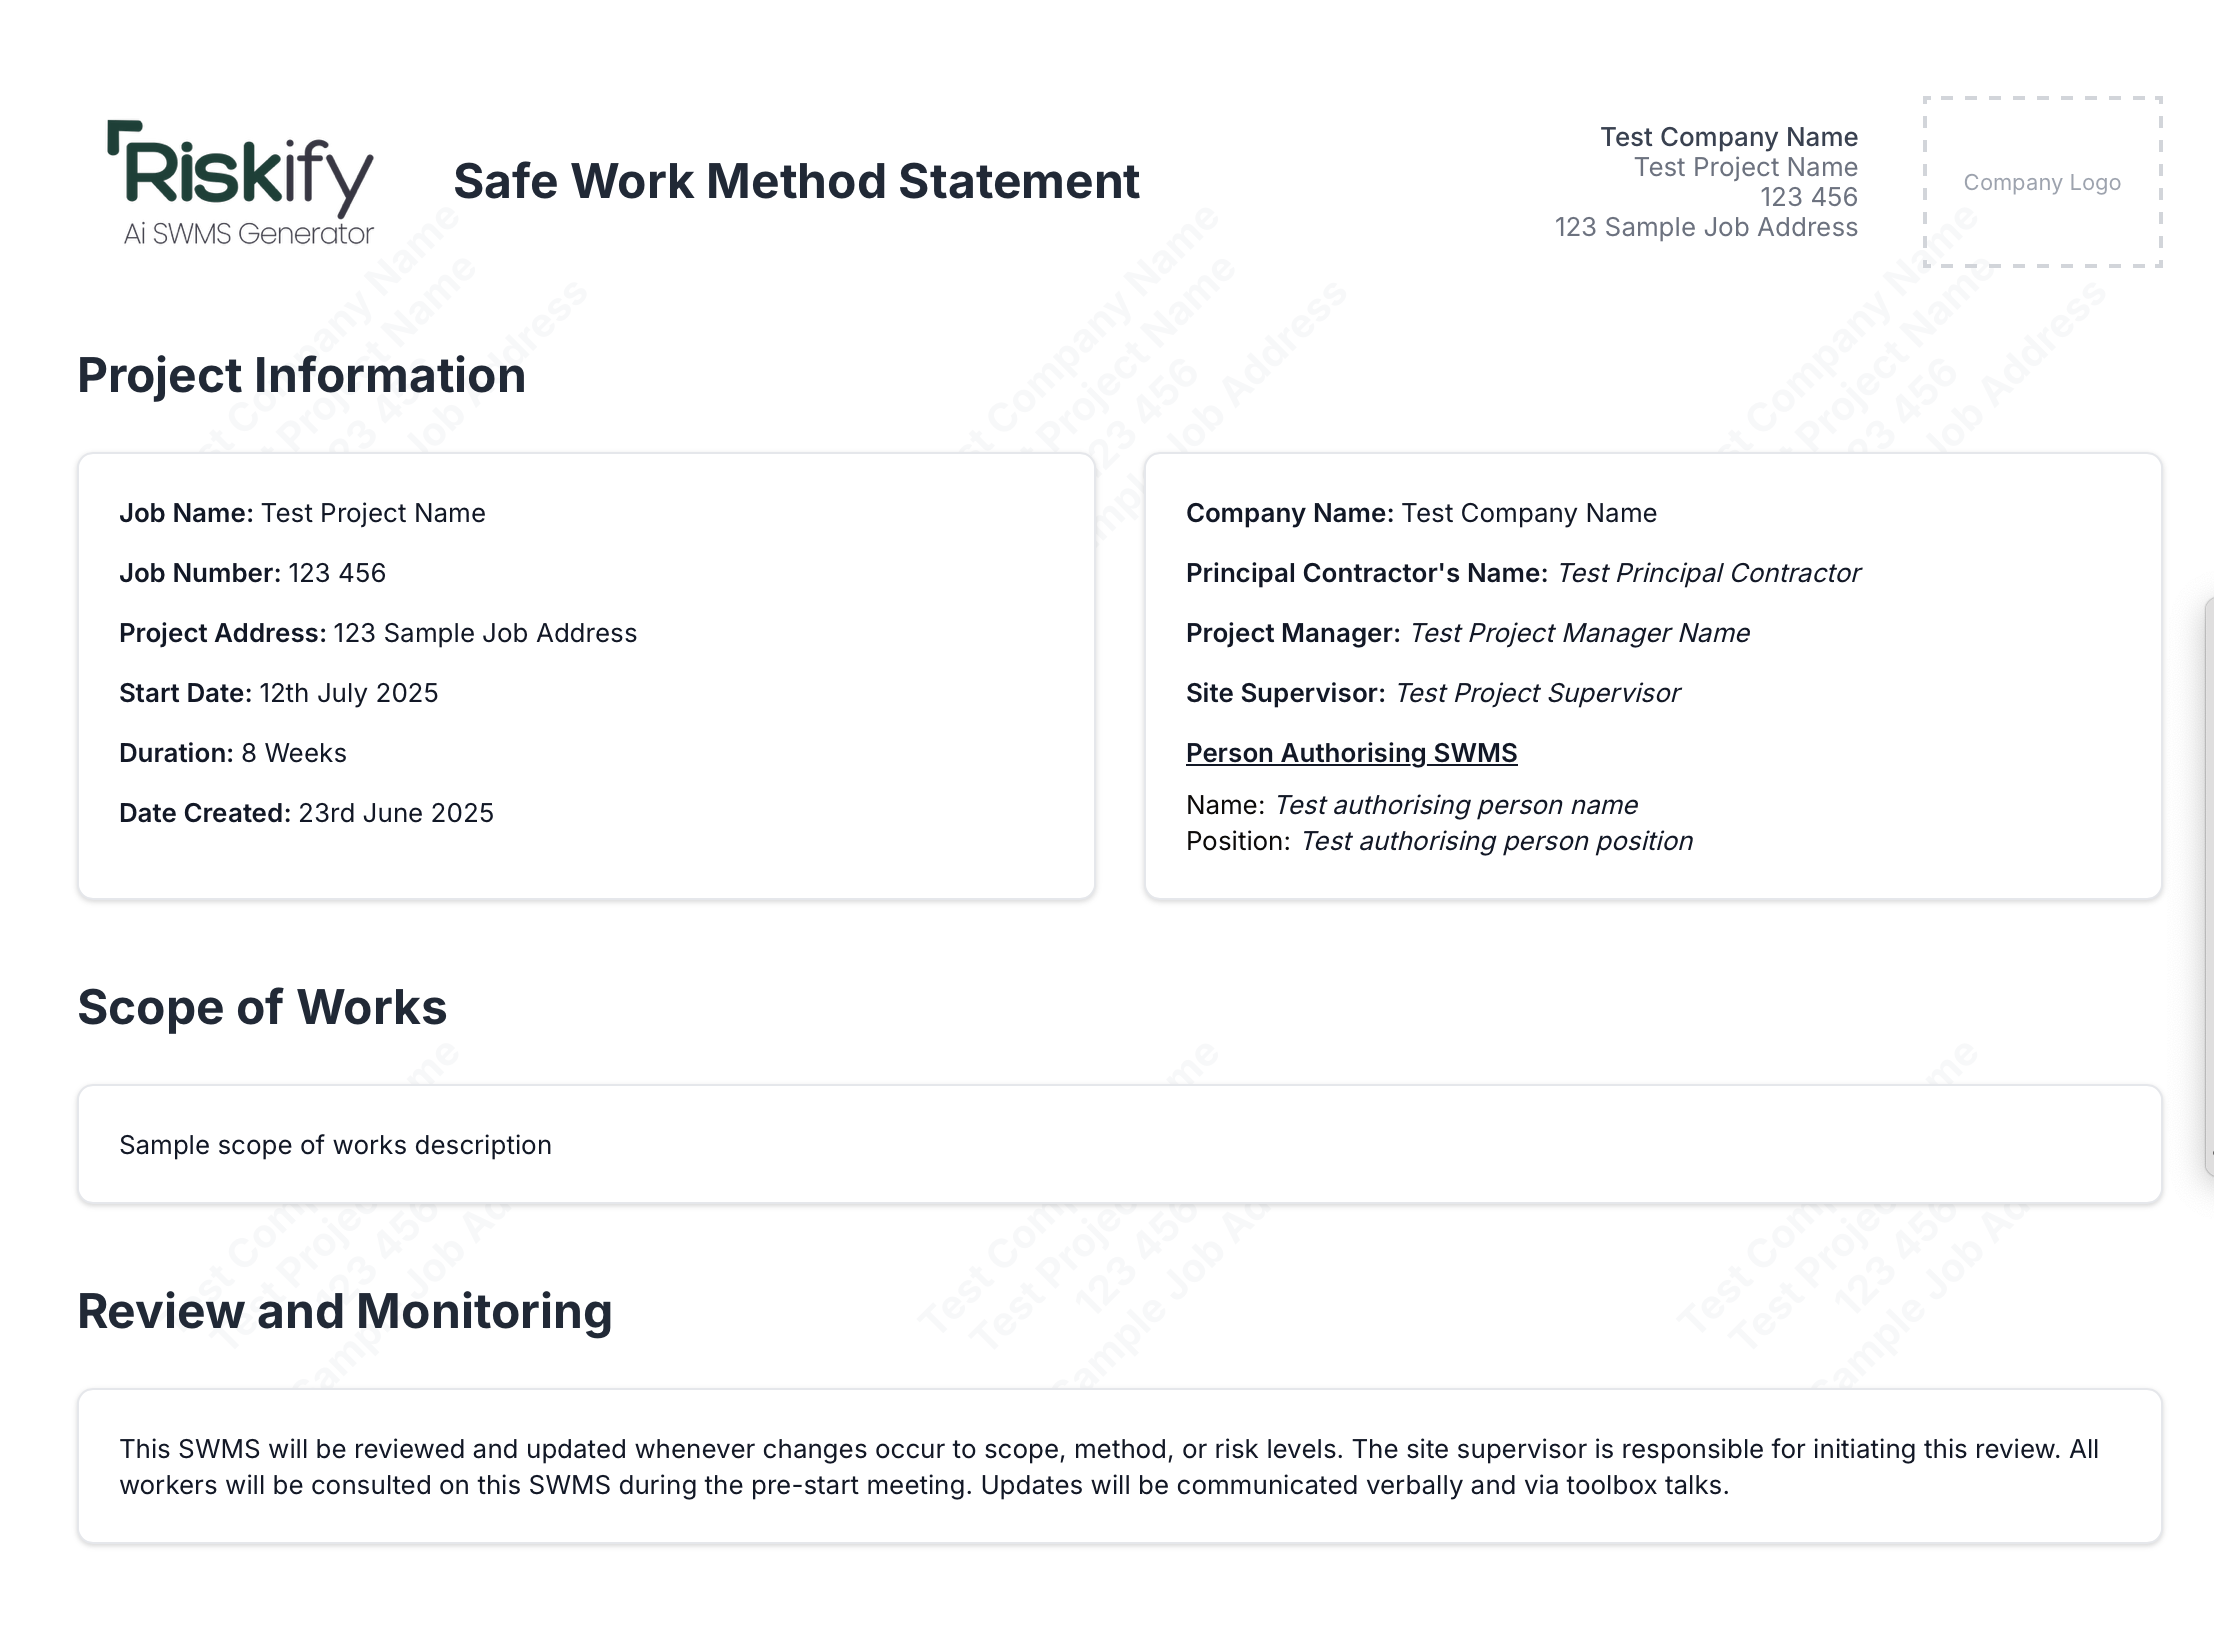 Riskify
Ai SWMS Generator
Safe Work Method Statement
Test Company Name
Test Project Name
123 456
123 Sample Job Address
Company Logo
Project Information
Job Name: Test Project Name
Job Number: 123 456
Project Address: 123 Sample Job Address
Start Date: 12th July 2025
Duration: 8 Weeks
Date Created: 23rd June 2025
Company Name: Test Company Name
Principal Contractor's Name: Test Principal Contractor
Project Manager: Test Project Manager Name
Site Supervisor: Test Project Supervisor
Person Authorising SWMS
Name: Test authorising person name
Position: Test authorising person position
Scope of Works
Sample scope of works description
Review and Monitoring
This SWMS will be reviewed and updated whenever changes occur to scope, method, or risk levels. The site supervisor is responsible for initiating this review. All
workers will be consulted on this SWMS during the pre-start meeting. Updates will be communicated verbally and via toolbox talks.